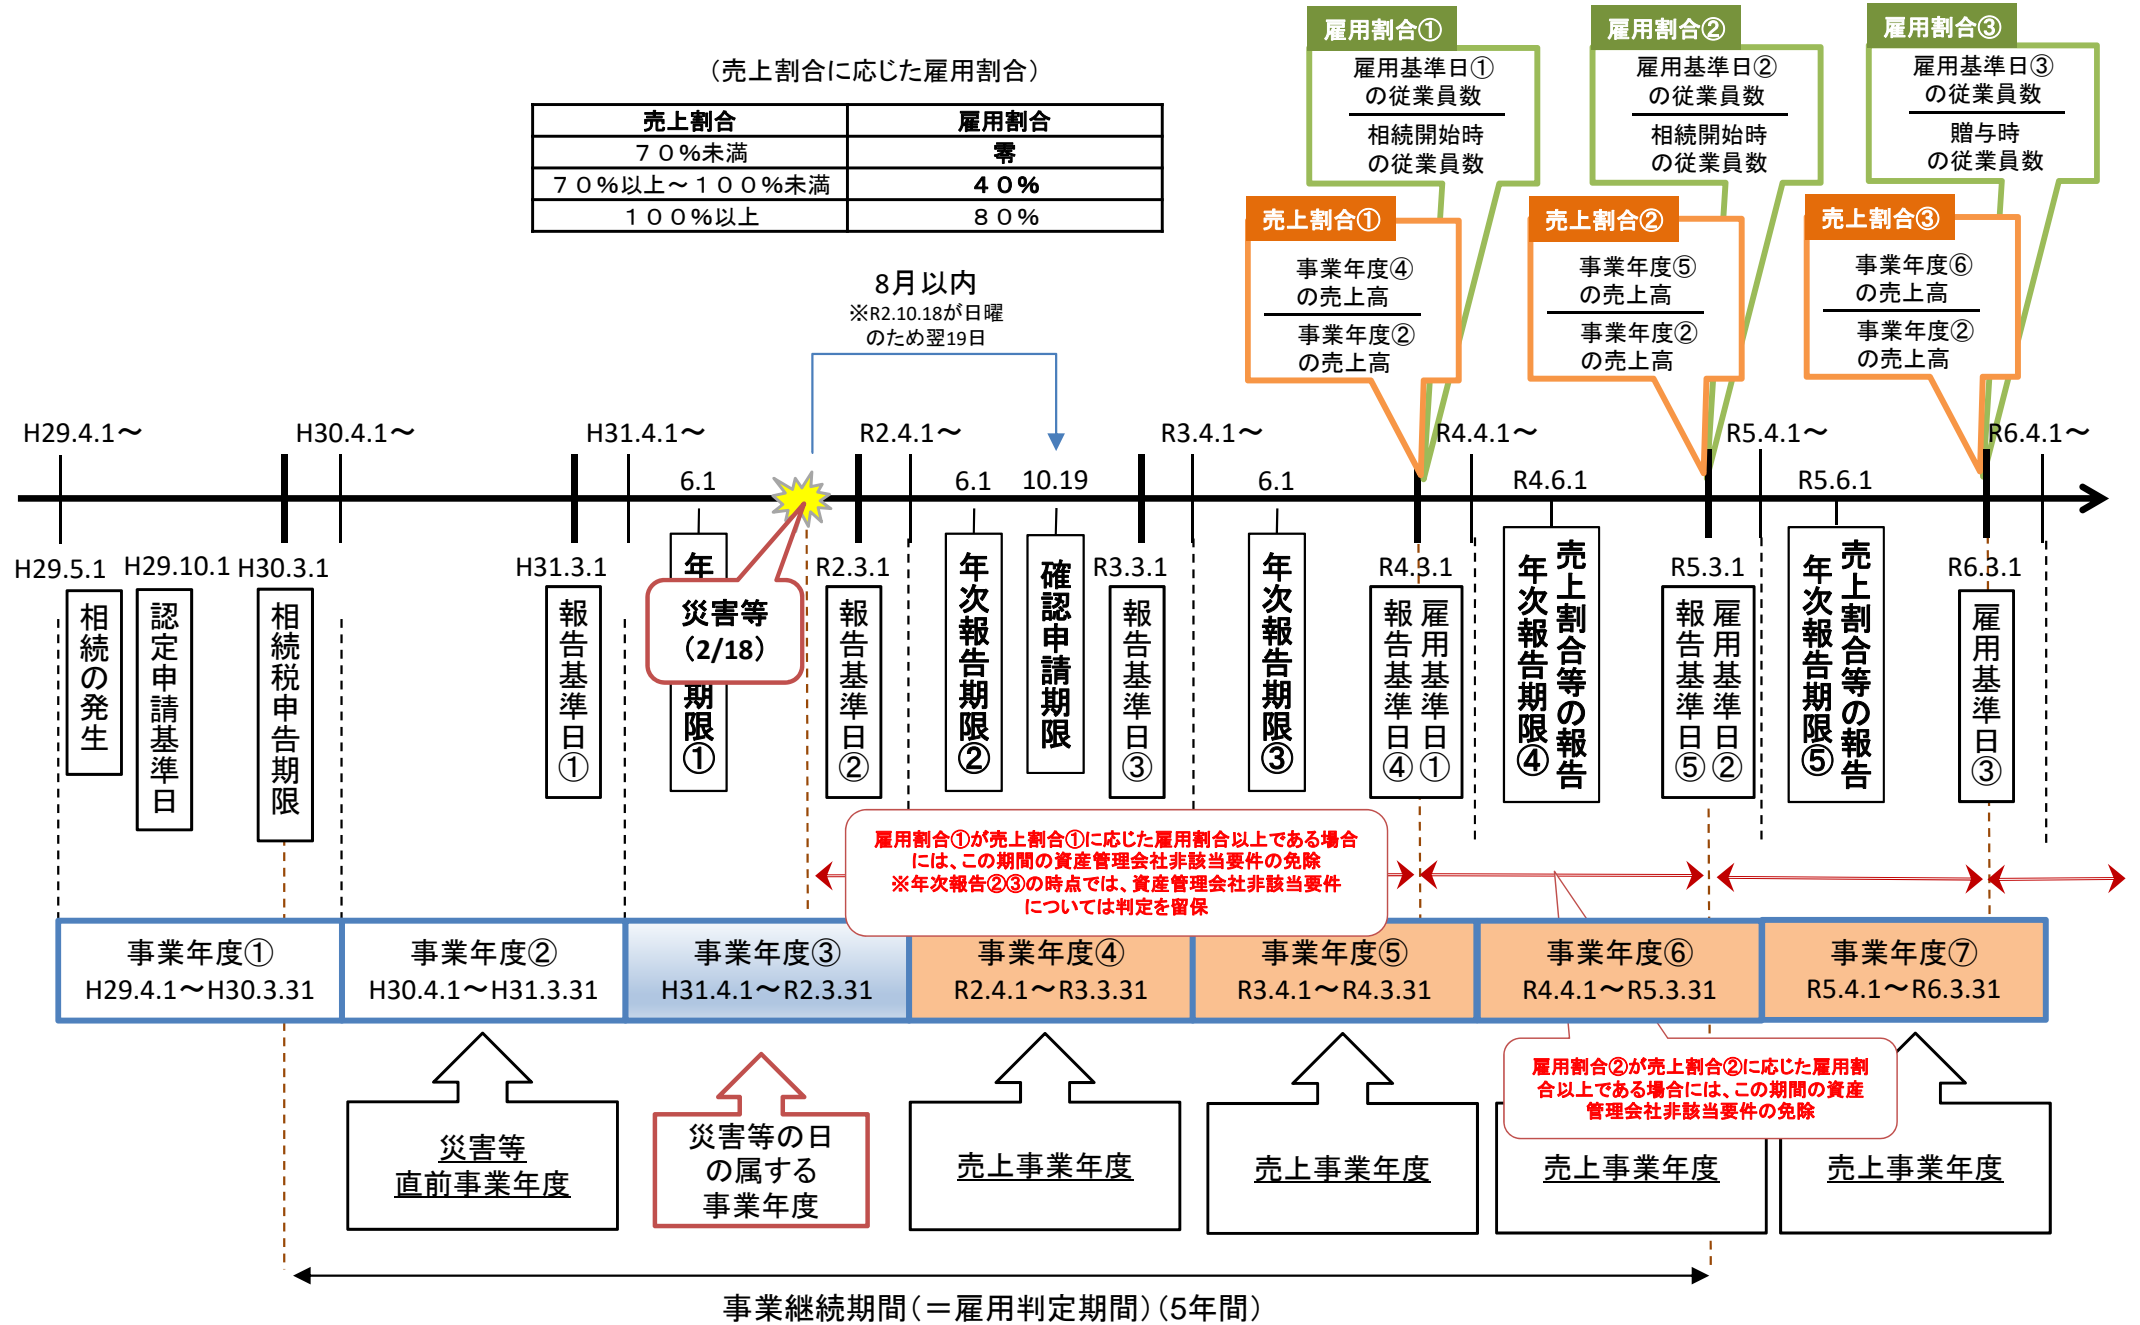 （売上割合に応じた雇用割合）
売上割合 雇用割合
７０%未満 零
７０%以上～１００%未満 ４０%
１００%以上 ８０%
雇用割合①
雇用基準日①
の従業員数
相続開始時
の従業員数
雇用割合②
雇用基準日②
の従業員数
相続開始時
の従業員数
雇用割合③
雇用基準日③
の従業員数
贈与時
の従業員数
売上割合①
事業年度④
の売上高
事業年度②
の売上高
売上割合②
事業年度⑤
の売上高
事業年度②
の売上高
売上割合③
事業年度⑥
の売上高
事業年度②
の売上高
8月以内
※R2.10.18が日曜
のため翌19日
H29.4.1～ H30.4.1～ H31.4.1～ R2.4.1～ R3.4.1～ R4.4.1～ R5.4.1～ R6.4.1～
6.1 6.1 10.19 6.1 R4.6.1 R5.6.1
H29.5.1 H29.10.1 H30.3.1 H31.3.1 R2.3.1 R3.3.1 R4.3.1 R5.3.1 R6.3.1
相続の発生
認定申請基準日
相続税申告期限
報告基準日①
年
期限①
災害等
（2/18）
報告基準日②
年次報告期限②
確認申請期限
報告基準日③
年次報告期限③
雇用基準日①
報告基準日④
売上割合等の報告
年次報告期限④
雇用基準日②
報告基準日⑤
売上割合等の報告
年次報告期限⑤
雇用基準日③
雇用割合①が売上割合①に応じた雇用割合以上である場合
には、この期間の資産管理会社非該当要件の免除
※年次報告②③の時点では、資産管理会社非該当要件
については判定を留保
事業年度① 事業年度② 事業年度③ 事業年度④ 事業年度⑤ 事業年度⑥ 事業年度⑦
H29.4.1～H30.3.31 H30.4.1～H31.3.31 H31.4.1～R2.3.31 R2.4.1～R3.3.31 R3.4.1～R4.3.31 R4.4.1～R5.3.31 R5.4.1～R6.3.31
雇用割合②が売上割合②に応じた雇用割
合以上である場合には、この期間の資産
管理会社非該当要件の免除
災害等
直前事業年度
災害等の日
の属する
事業年度
売上事業年度
売上事業年度
売上事業年度
売上事業年度
事業継続期間（＝雇用判定期間）（5年間）